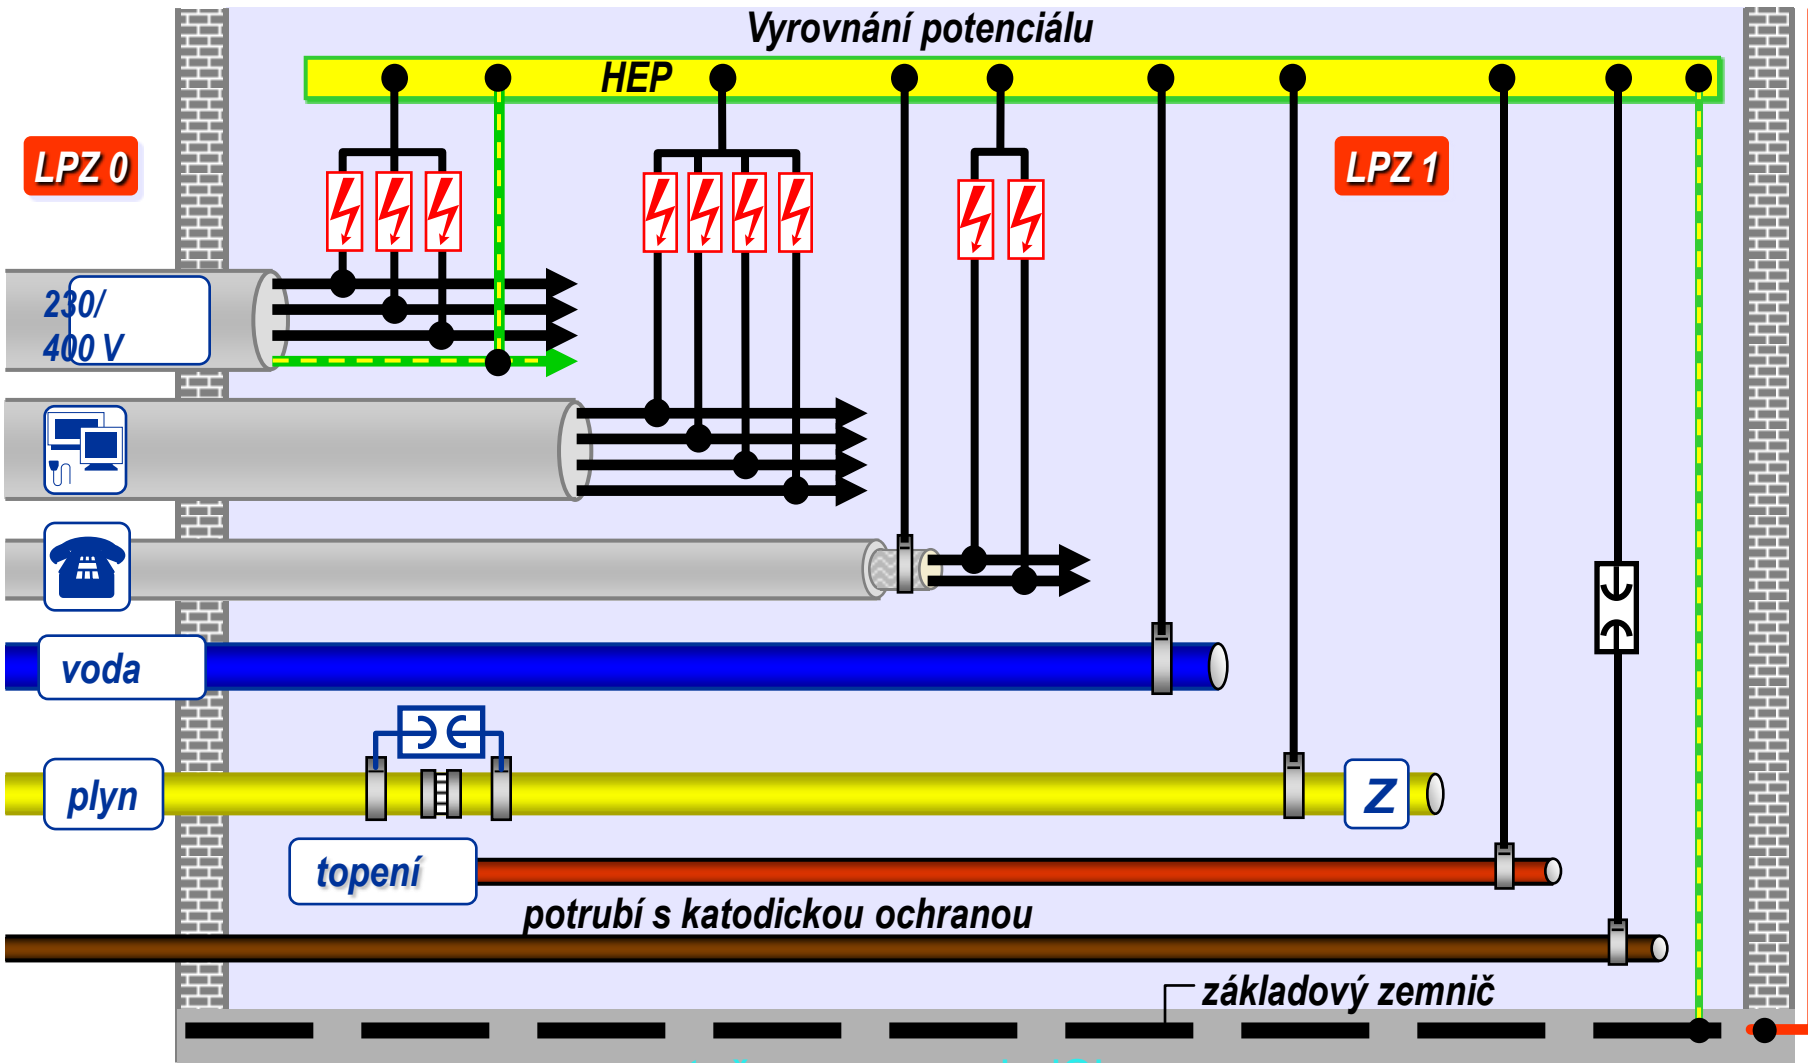 Vyrovnání potenciálu
HEP
LPZ 0
LPZ 1
230/
400 V
voda
plyn
Z
topení
potrubí s katodickou ochranou
základový zemnič